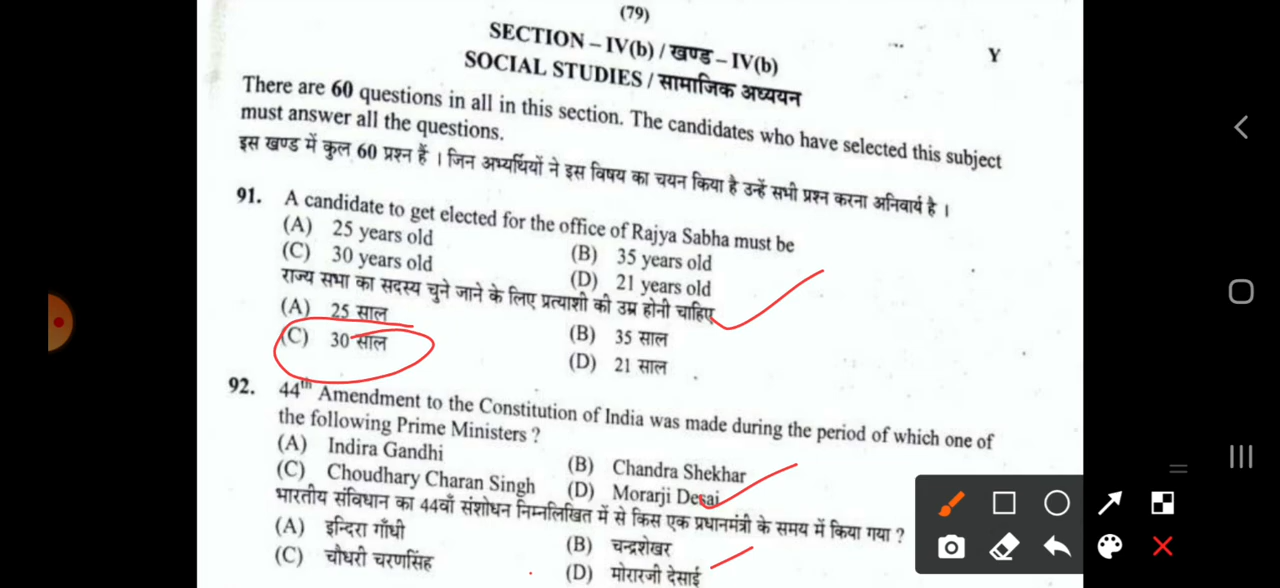 (79)
SECTION – IV(b) / खण्ड – IV(b)
Y
SOCIAL STUDIES / सामाजिक अध्ययन
There are 60 questions in all in this section. The candidates who have selected this subject
must answer all the questions.
इस खण्ड में कुल 60 प्रश्न हैं । जिन अभ्यर्थियों ने इस विषय का चयन किया है उन्हें सभी प्रश्न करना अनिवार्य है ।
91. A candidate to get elected for the office of Rajya Sabha must be
(A) 25 years old (B) 35 years old
(C) 30 years old (D) 21 years old
राज्य सभा का सदस्य चुने जाने के लिए प्रत्याशी की उम्र होनी चाहिए
(A) 25 साल (B) 35 साल
(C) 30 साल (D) 21 साल
92. 44th Amendment to the Constitution of India was made during the period of which one of
the following Prime Ministers ?
(A) Indira Gandhi (B) Chandra Shekhar
(C) Choudhary Charan Singh (D) Morarji Desai
भारतीय संविधान का 44वाँ संशोधन निम्नलिखित में से किस एक प्रधानमंत्री के समय में किया गया ?
(A) इन्दिरा गाँधी (B) चन्द्रशेखर
(C) चौधरी चरणसिंह (D) मोरारजी देसाई